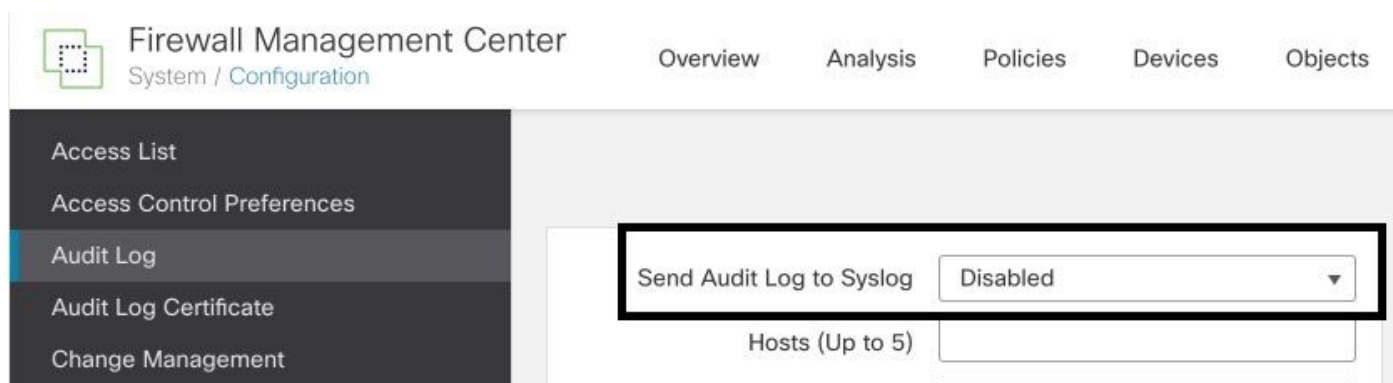 Firewall Management Center
System / Configuration
Overview
Analysis
Policies
Devices
Objects
Access List
Access Control Preferences
Audit Log
Audit Log Certificate
Change Management
Send Audit Log to Syslog
Disabled
Hosts (Up to 5)